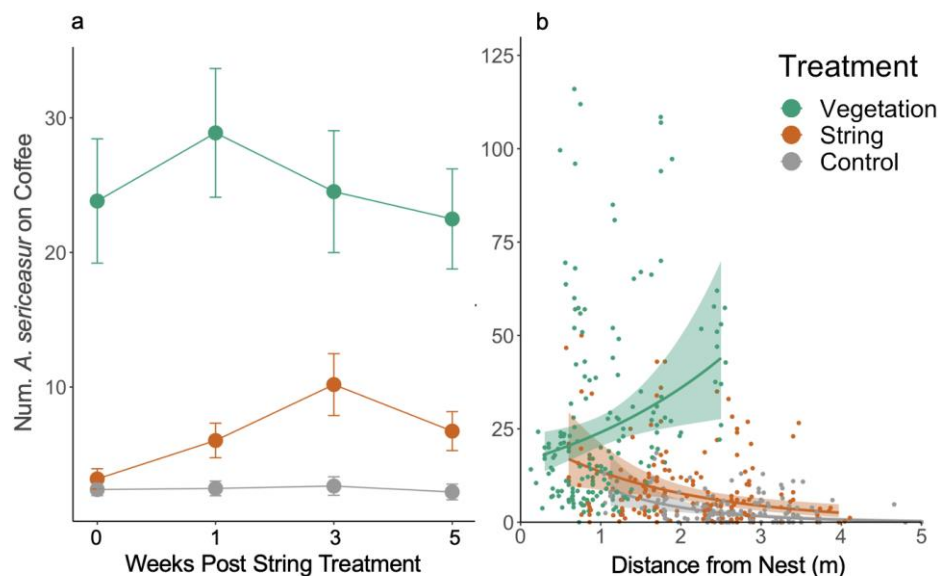 a
Num. A. sericeasur on Coffee
30
20
10
0
1
3
5
Weeks Post String Treatment
b
125
100
75
50
25
0
0
1
2
3
4
5
Distance from Nest (m)
Treatment
Vegetation
String
Control